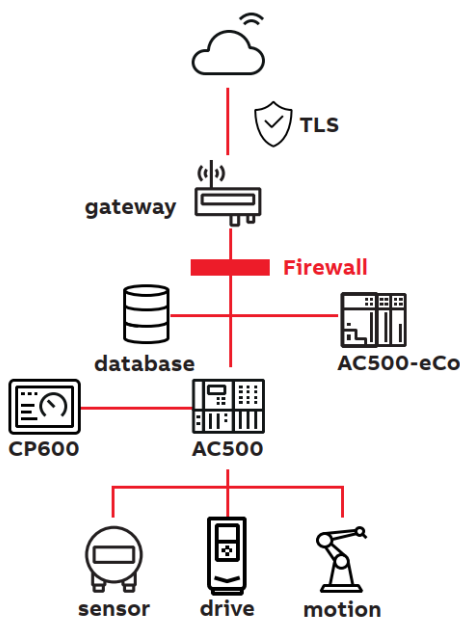 TLS
gateway
Firewall
database
AC500-eCo
CP600
AC500
sensor
drive
motion